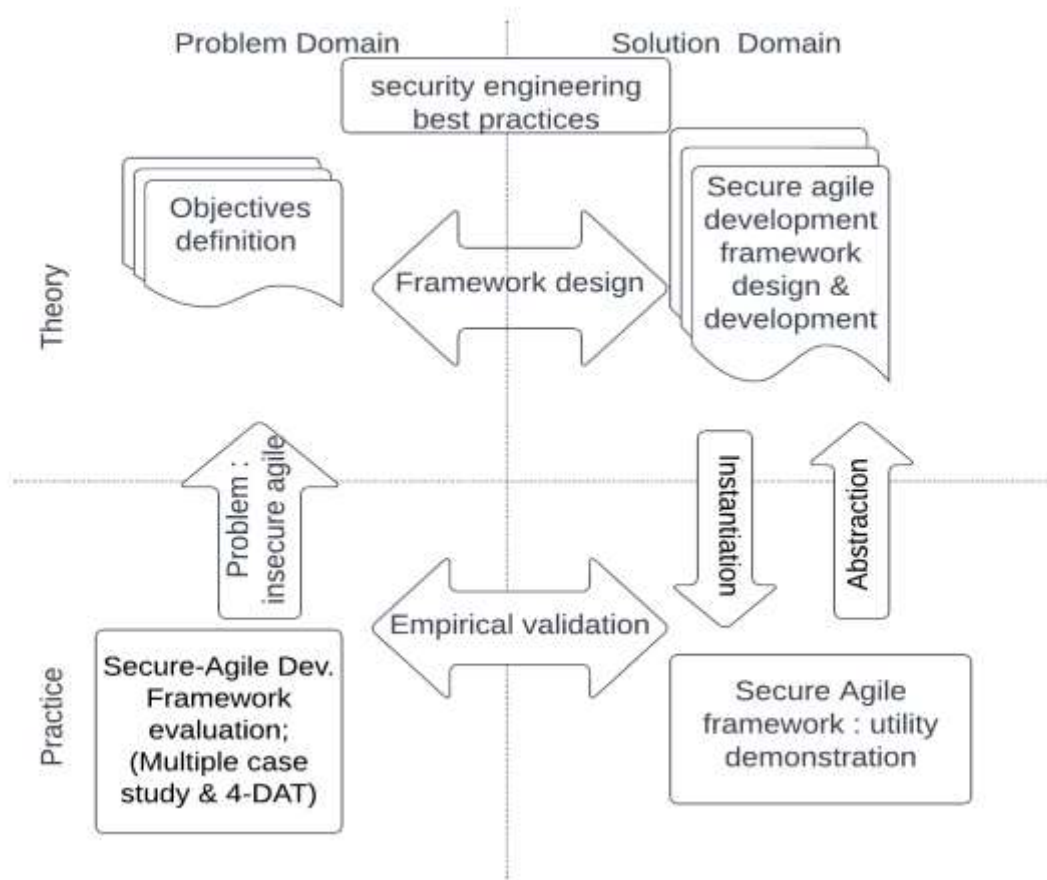 Problem Domain
Solution Domain
security engineering
best practices
Objectives
definition
Secure agile
development
framework
design &
development
Framework design
Theory
Problem :
insecure agile
Instantiation
Abstraction
Empirical validation
Practice
Secure-Agile Dev.
Framework
evaluation;
(Multiple case
study & 4-DAT)
Secure Agile
framework : utility
demonstration